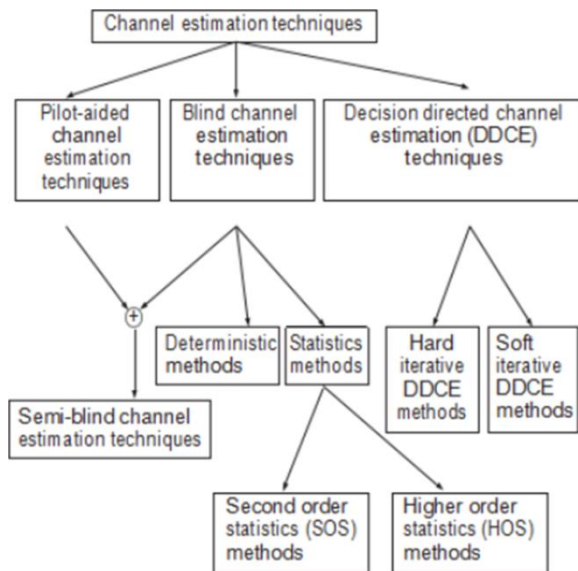 Channel estimation techniques
Pilot-aided
channel
estimation
techniques
Blind channel
estimation
techniques
Decision directed channel
estimation (DDCE)
techniques
+
Deterministic
methods
Statistics
methods
Hard
iterative
DDCE
methods
Soft
iterative
DDCE
methods
Semi-blind channel
estimation techniques
Second order
statistics (SOS)
methods
Higher order
statistics (HOS)
methods